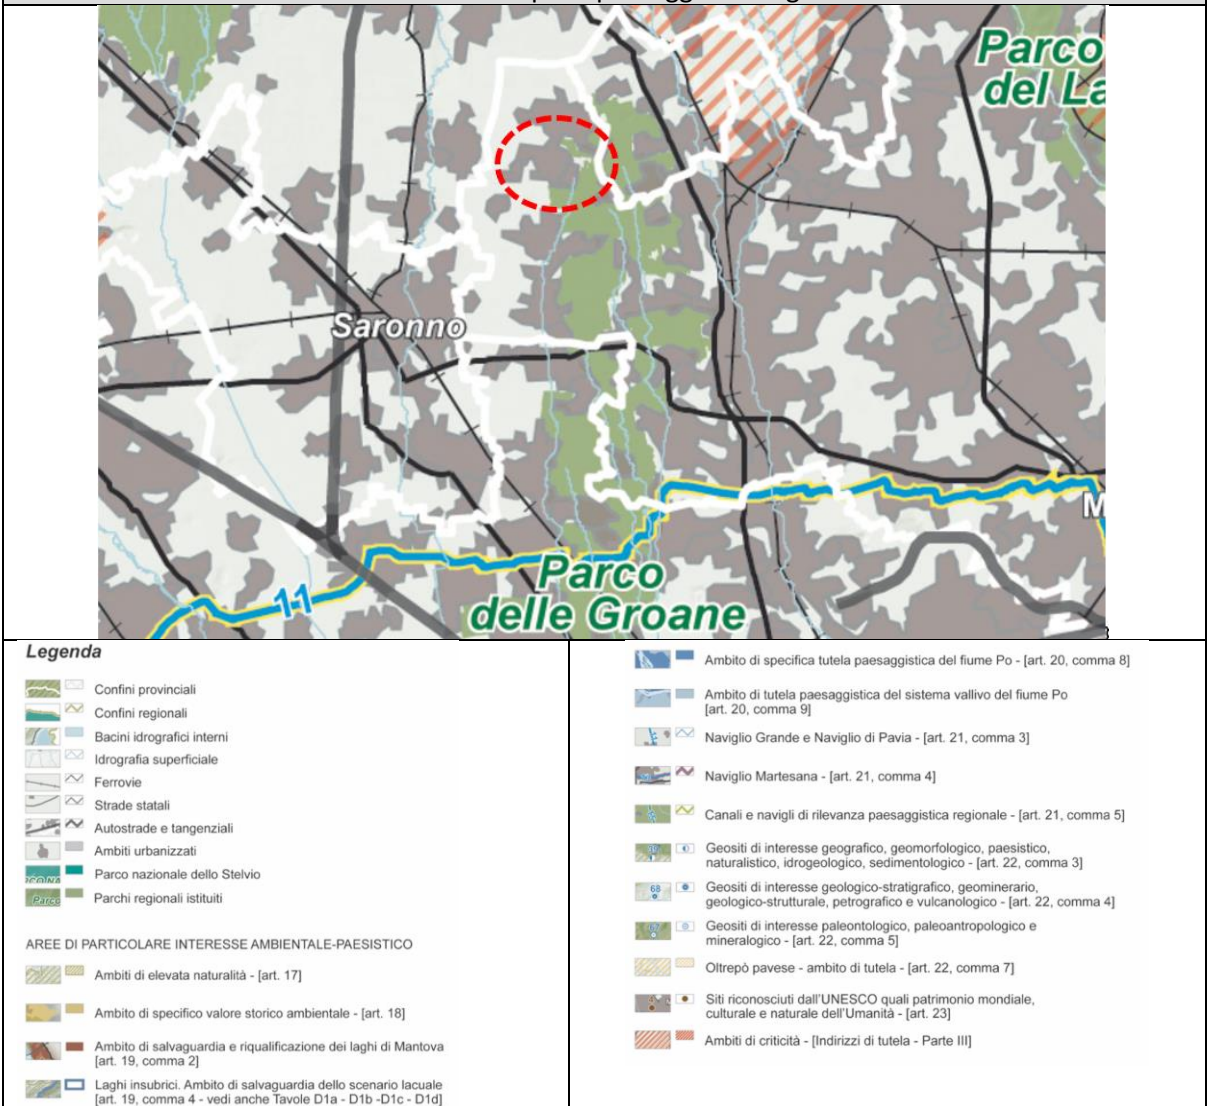 Parco
del La
Saronno
M
11
Parco
delle Groane
Legenda
Confini provinciali
Confini regionali
Bacini idrografici interni
Idrografia superficiale
Ferrovie
Strade statali
Autostrade e tangenziali
Ambiti urbanizzati
Parco nazionale dello Stelvio
Parchi regionali istituiti
AREE DI PARTICOLARE INTERESSE AMBIENTALE-PAESISTICO
Ambiti di elevata naturalità - [art. 17]
Ambito di specifico valore storico ambientale - [art. 18]
Ambito di salvaguardia e riqualificazione dei laghi di Mantova
[art. 19, comma 2]
Laghi insubrici. Ambito di salvaguardia dello scenario lacuale
[art. 19, comma 4 - vedi anche Tavole D1a - D1b -D1c - D1d]
Ambito di specifica tutela paesaggistica del fiume Po - [art. 20, comma 8]
Ambito di tutela paesaggistica del sistema vallivo del fiume Po
[art. 20, comma 9]
Naviglio Grande e Naviglio di Pavia - [art. 21, comma 3]
Naviglio Martesana - [art. 21, comma 4]
Canali e navigli di rilevanza paesaggistica regionale - [art. 21, comma 5]
Geositi di interesse geografico, geomorfologico, paesistico,
naturalistico, idrogeologico, sedimentologico - [art. 22, comma 3]
68
Geositi di interesse geologico-stratigrafico, geominerario,
geologico-strutturale, petrografico e vulcanologico - [art. 22, comma 4]
Geositi di interesse paleontologico, paleoantropologico e
mineralogico - [art. 22, comma 5]
Oltrepò pavese - ambito di tutela - [art. 22, comma 7]
Siti riconosciuti dall'UNESCO quali patrimonio mondiale,
culturale e naturale dell'Umanità - [art. 23]
Ambiti di criticità - [Indirizzi di tutela - Parte III]